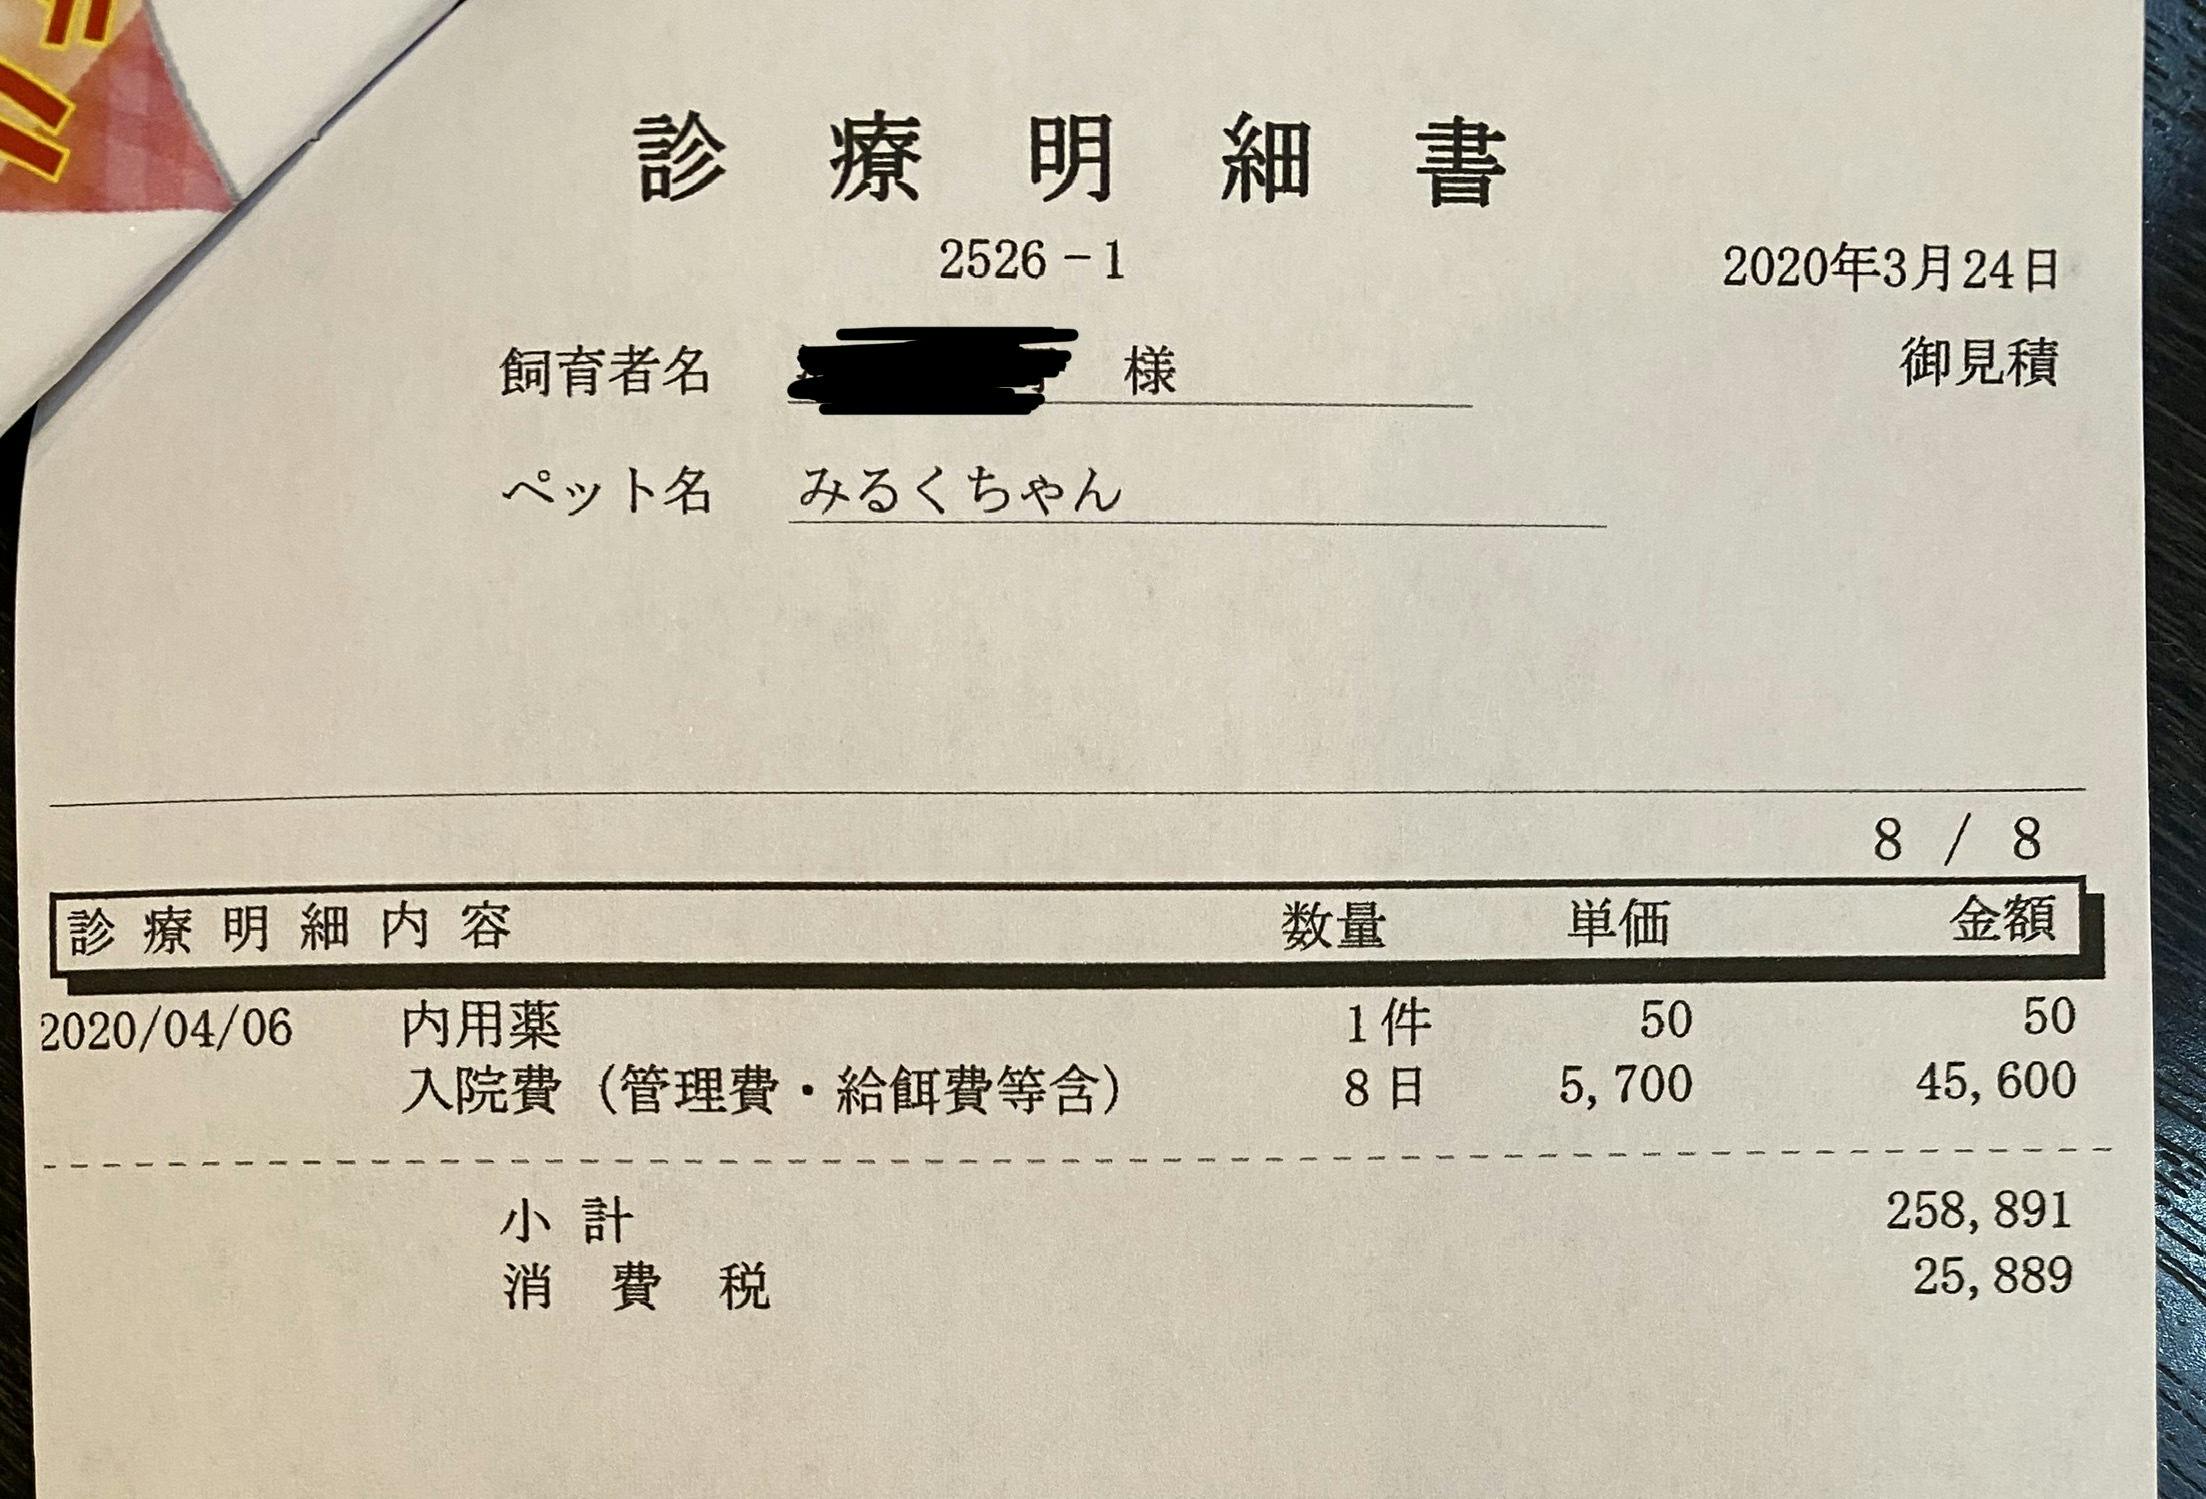 診療明細書
2526-1
2020年3月24日
飼育者名 様
御見積
ペット名 みるくちゃん
8 / 8
診療明細内容 数量 単価 金額
2020/04/06 内用薬 1件 50 50
入院費（管理費・給餌費等含） 8日 5,700 45,600
小計 258,891
消費税 25,889